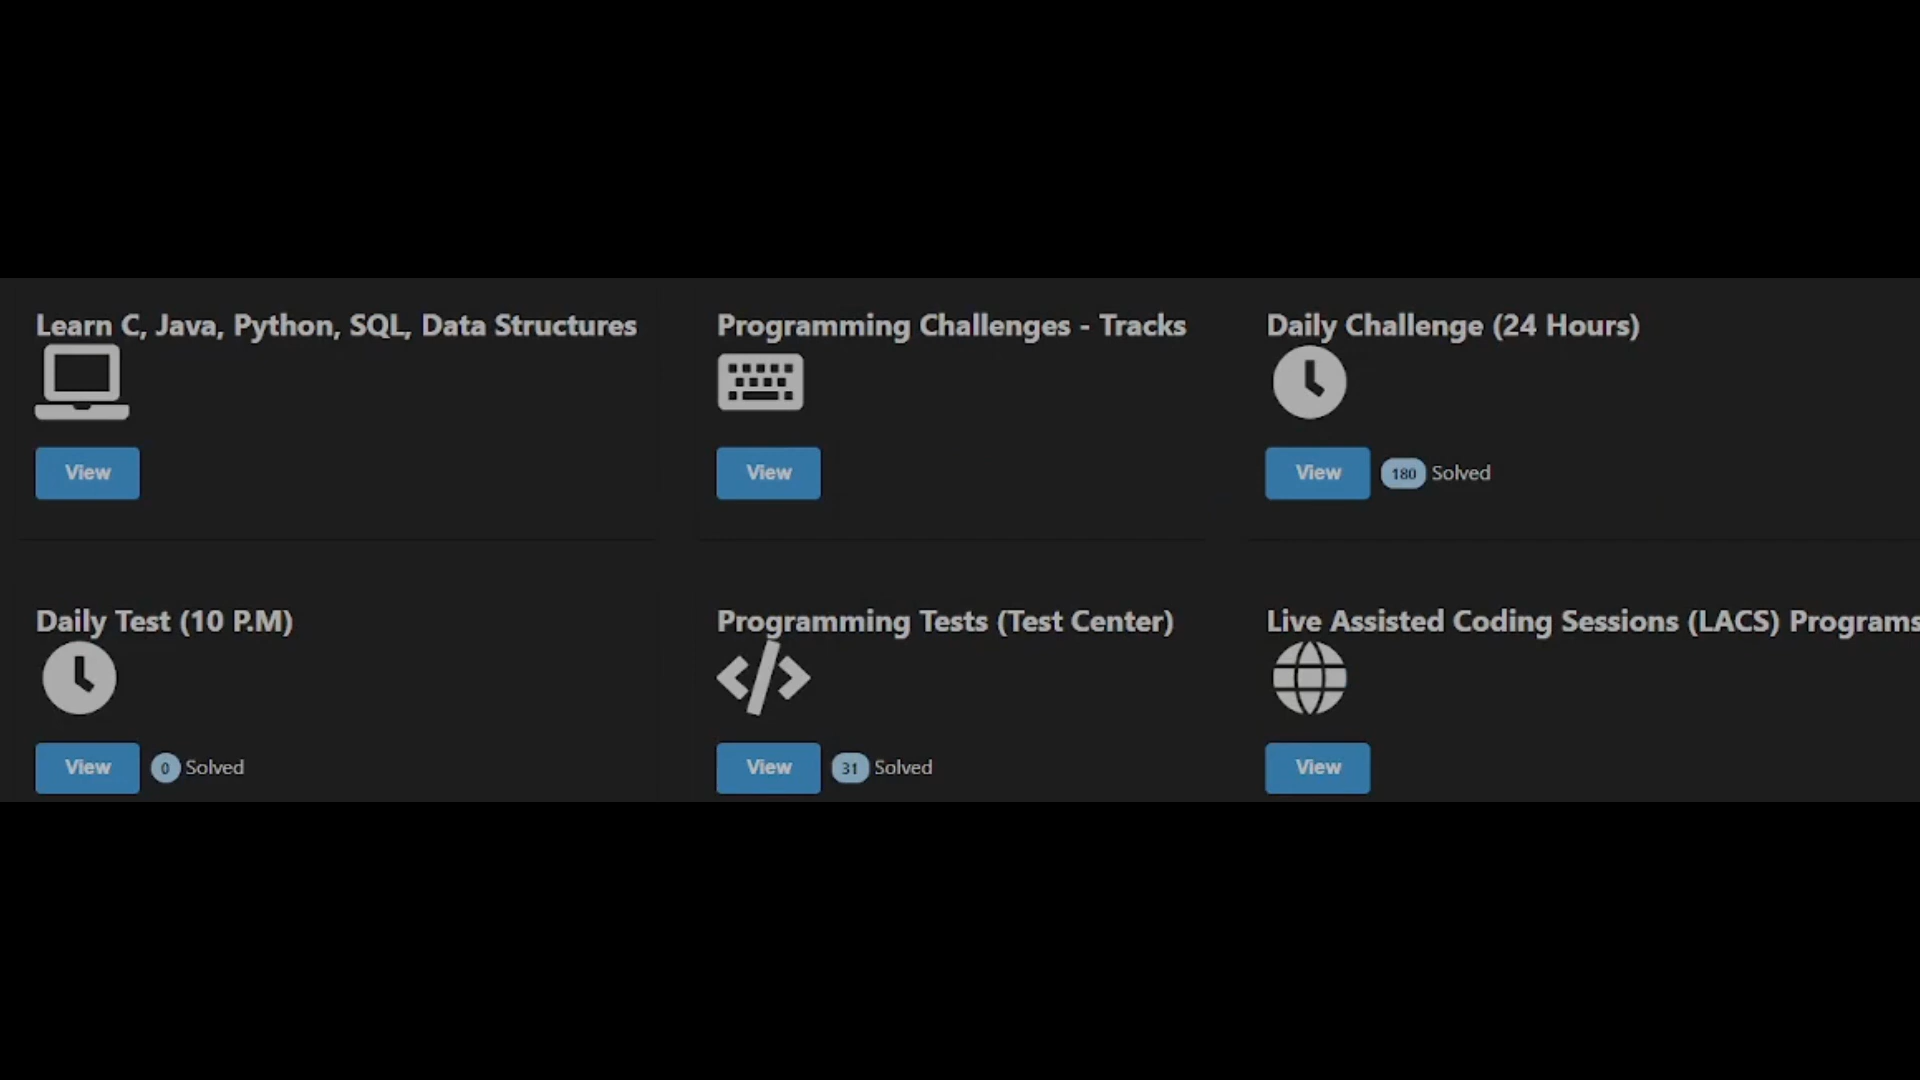 Learn C, Java, Python, SQL, Data Structures
View
Programming Challenges - Tracks
View
Daily Challenge (24 Hours)
View 180 Solved
Daily Test (10 P.M)
View 0 Solved
Programming Tests (Test Center)
View 31 Solved
Live Assisted Coding Sessions (LACS) Programs
View